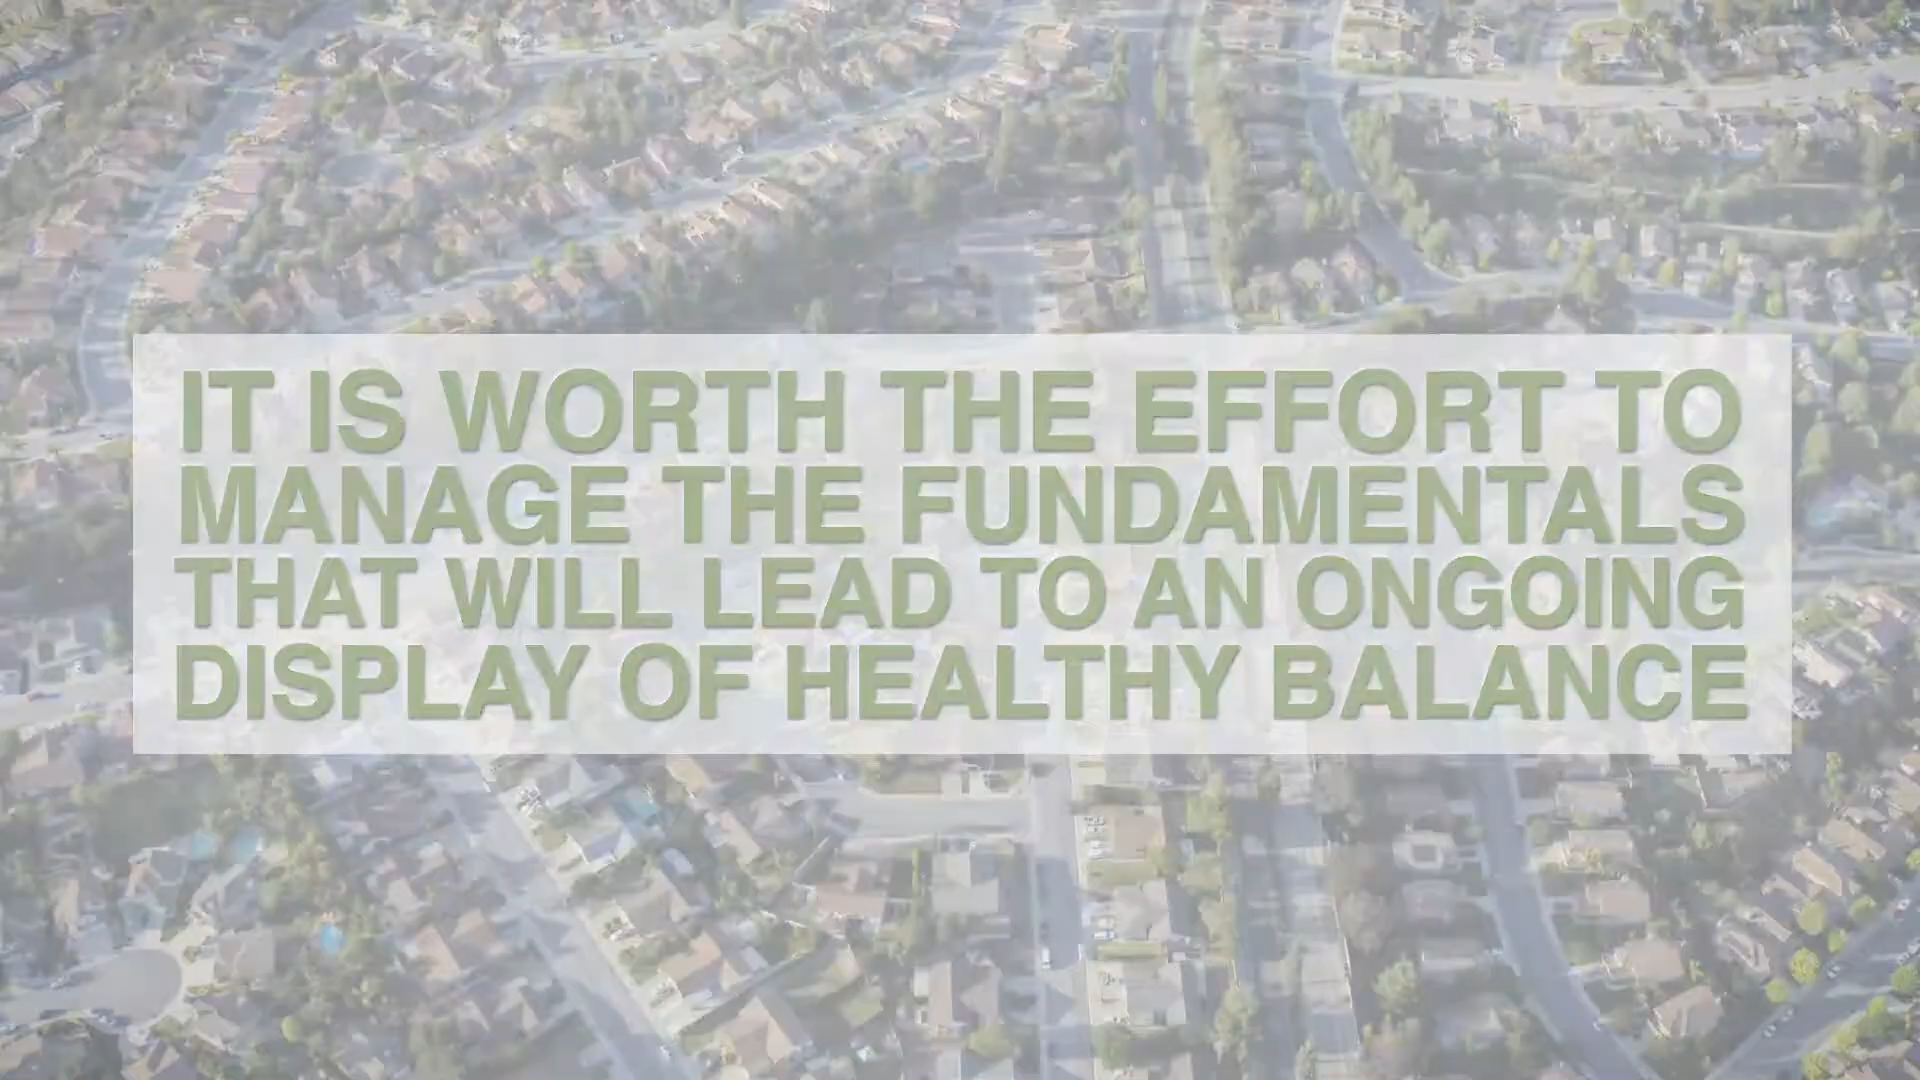 IT IS WORTH THE EFFORT TO
MANAGE THE FUNDAMENTALS
THAT WILL LEAD TO AN ONGOING
DISPLAY OF HEALTHY BALANCE